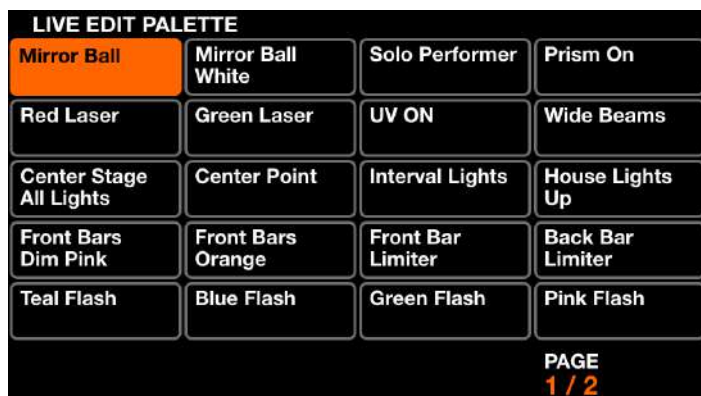 LIVE EDIT PALETTE
Mirror Ball
Mirror Ball
White
Solo Performer
Prism On
Red Laser
Green Laser
UV ON
Wide Beams
Center Stage
All Lights
Center Point
Interval Lights
House Lights
Up
Front Bars
Dim Pink
Front Bars
Orange
Front Bar
Limiter
Back Bar
Limiter
Teal Flash
Blue Flash
Green Flash
Pink Flash
PAGE
1 / 2